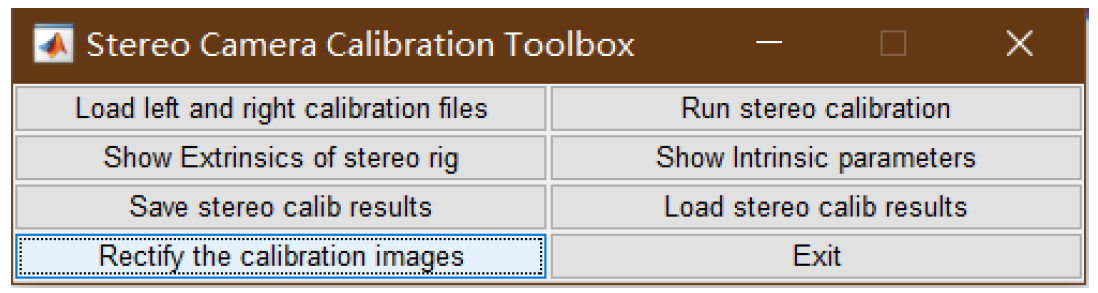 Stereo Camera Calibration Toolbox
Load left and right calibration files
Run stereo calibration
Show Extrinsics of stereo rig
Show Intrinsic parameters
Save stereo calib results
Load stereo calib results
Rectify the calibration images
Exit